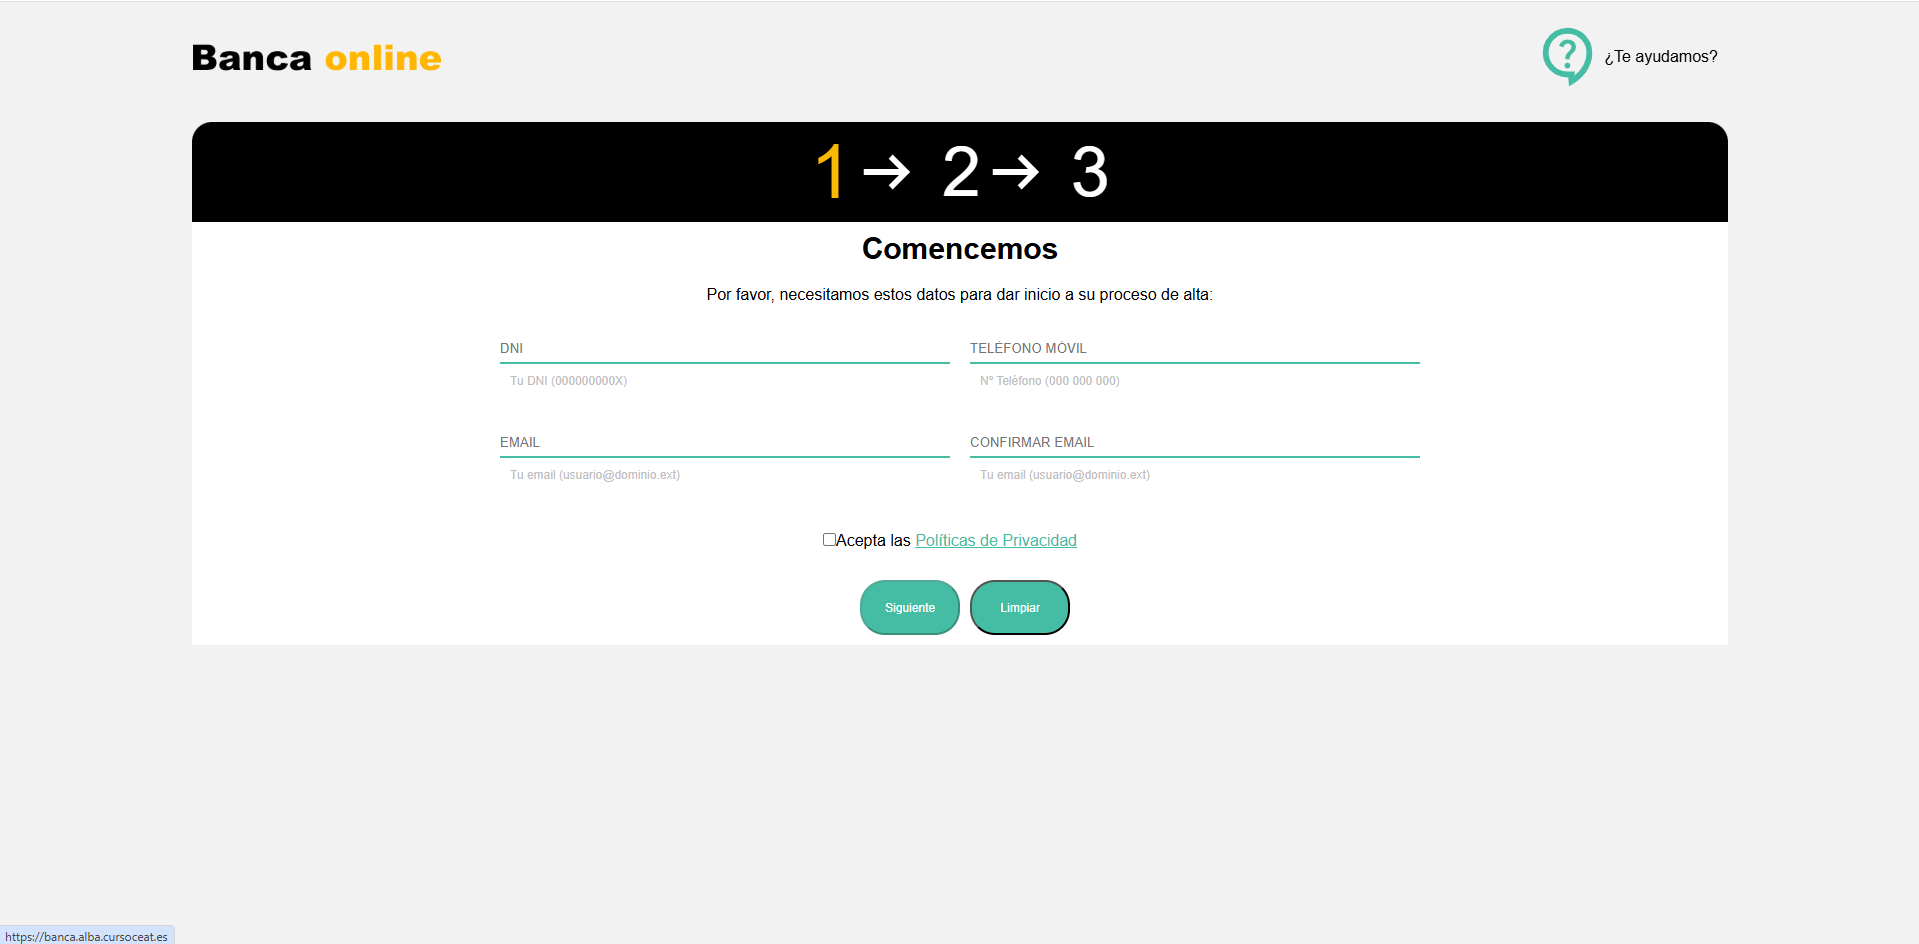 Banca online
¿Te ayudamos?
1 → 2 → 3
Comencemos
Por favor, necesitamos estos datos para dar inicio a su proceso de alta:
DNI
TELÉFONO MÓVIL
Tu DNI (000000000X)
Nº Teléfono (000 000 000)
EMAIL
CONFIRMAR EMAIL
Tu email (usuario@dominio.ext)
Tu email (usuario@dominio.ext)
Acepta las Políticas de Privacidad
Siguiente
Limpiar
https://banca.alba.cursoceat.es